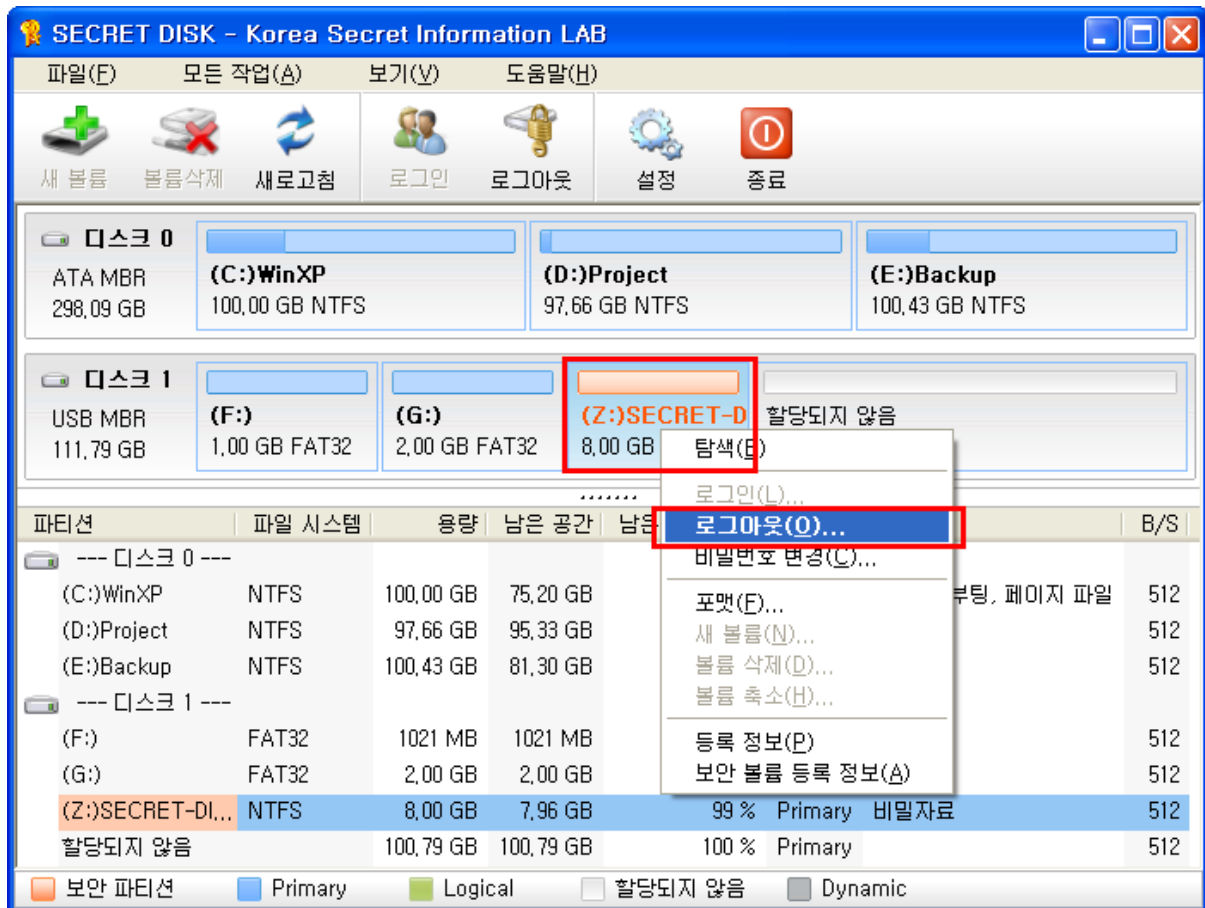 SECRET DISK - Korea Secret Information LAB
파일(F) 모든 작업(A) 보기(V) 도움말(H)
새 볼륨 볼륨삭제 새로고침 로그인 로그아웃 설정 종료
디스크 0
ATA MBR
298,09 GB
(C:)WinXP
100,00 GB NTFS
(D:)Project
97,66 GB NTFS
(E:)Backup
100,43 GB NTFS
디스크 1
USB MBR
111,79 GB
(F:)
1,00 GB FAT32
(G:)
2,00 GB FAT32
(Z:)SECRET-D
8,00 GB
할당되지 않음
탐색(E)
로그인(L)...
로그아웃(O)...
비밀번호 변경(C)...
포맷(F)...
새 볼륨(N)...
볼륨 삭제(D)...
볼륨 축소(H)...
등록 정보(P)
보안 볼륨 등록 정보(A)
파티션 파일 시스템 용량 남은 공간 남은 B/S
--- 디스크 0 ---
(C:)WinXP NTFS 100,00 GB 75,20 GB 부팅, 페이지 파일 512
(D:)Project NTFS 97,66 GB 95,33 GB 512
(E:)Backup NTFS 100,43 GB 81,30 GB 512
--- 디스크 1 ---
(F:) FAT32 1021 MB 1021 MB 512
(G:) FAT32 2,00 GB 2,00 GB 512
(Z:)SECRET-DI... NTFS 8,00 GB 7,96 GB 99 % Primary 비밀자료 512
할당되지 않음 100,79 GB 100,79 GB 100 % Primary 512
보안 파티션 Primary Logical 할당되지 않음 Dynamic